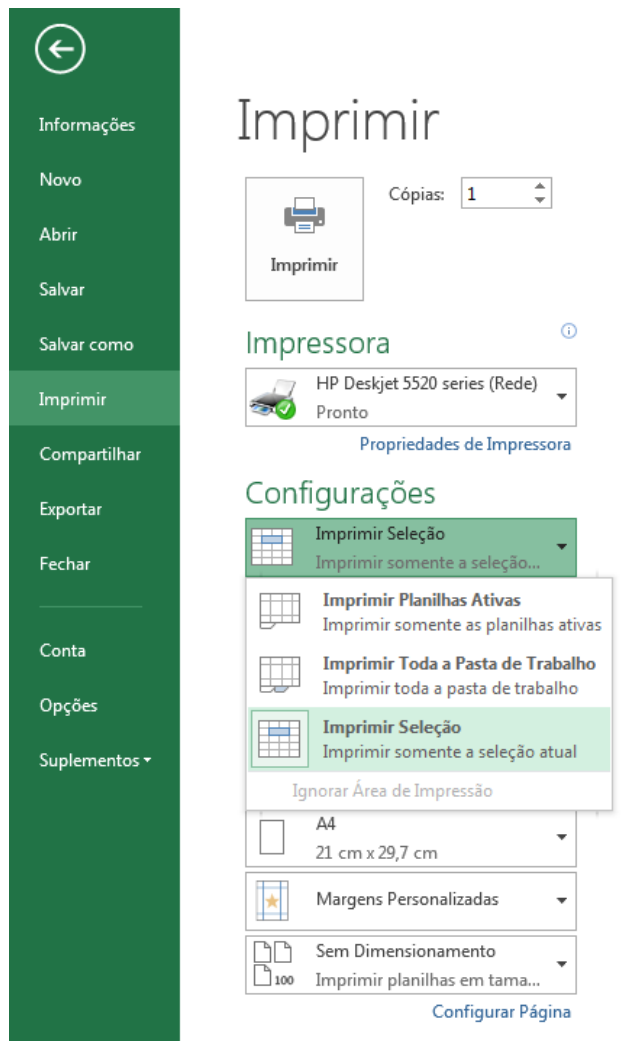 Informações
Novo
Abrir
Salvar
Salvar como
Imprimir
Compartilhar
Exportar
Fechar
Conta
Opções
Suplementos
Imprimir
Cópias: 1
Imprimir
Impressora
HP Deskjet 5520 series (Rede)
Pronto
Propriedades de Impressora
Configurações
Imprimir Seleção
Imprimir somente a seleção...
Imprimir Planilhas Ativas
Imprimir somente as planilhas ativas
Imprimir Toda a Pasta de Trabalho
Imprimir toda a pasta de trabalho
Imprimir Seleção
Imprimir somente a seleção atual
Ignorar Área de Impressão
A4
21 cm x 29,7 cm
Margens Personalizadas
Sem Dimensionamento
100 Imprimir planilhas em tama...
Configurar Página